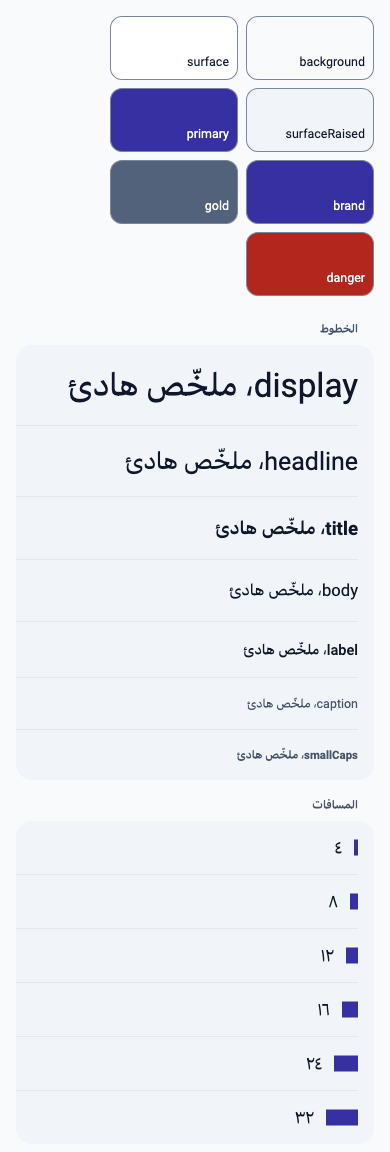 background
surface
surfaceRaised
primary
brand
gold
danger
الخطوط
display، ملخّص هادئ
headline، ملخّص هادئ
title، ملخّص هادئ
body، ملخّص هادئ
label، ملخّص هادئ
caption، ملخّص هادئ
smallCaps، ملخّص هادئ
المسافات
٤
٨
١٢
١٦
٢٤
٣٢